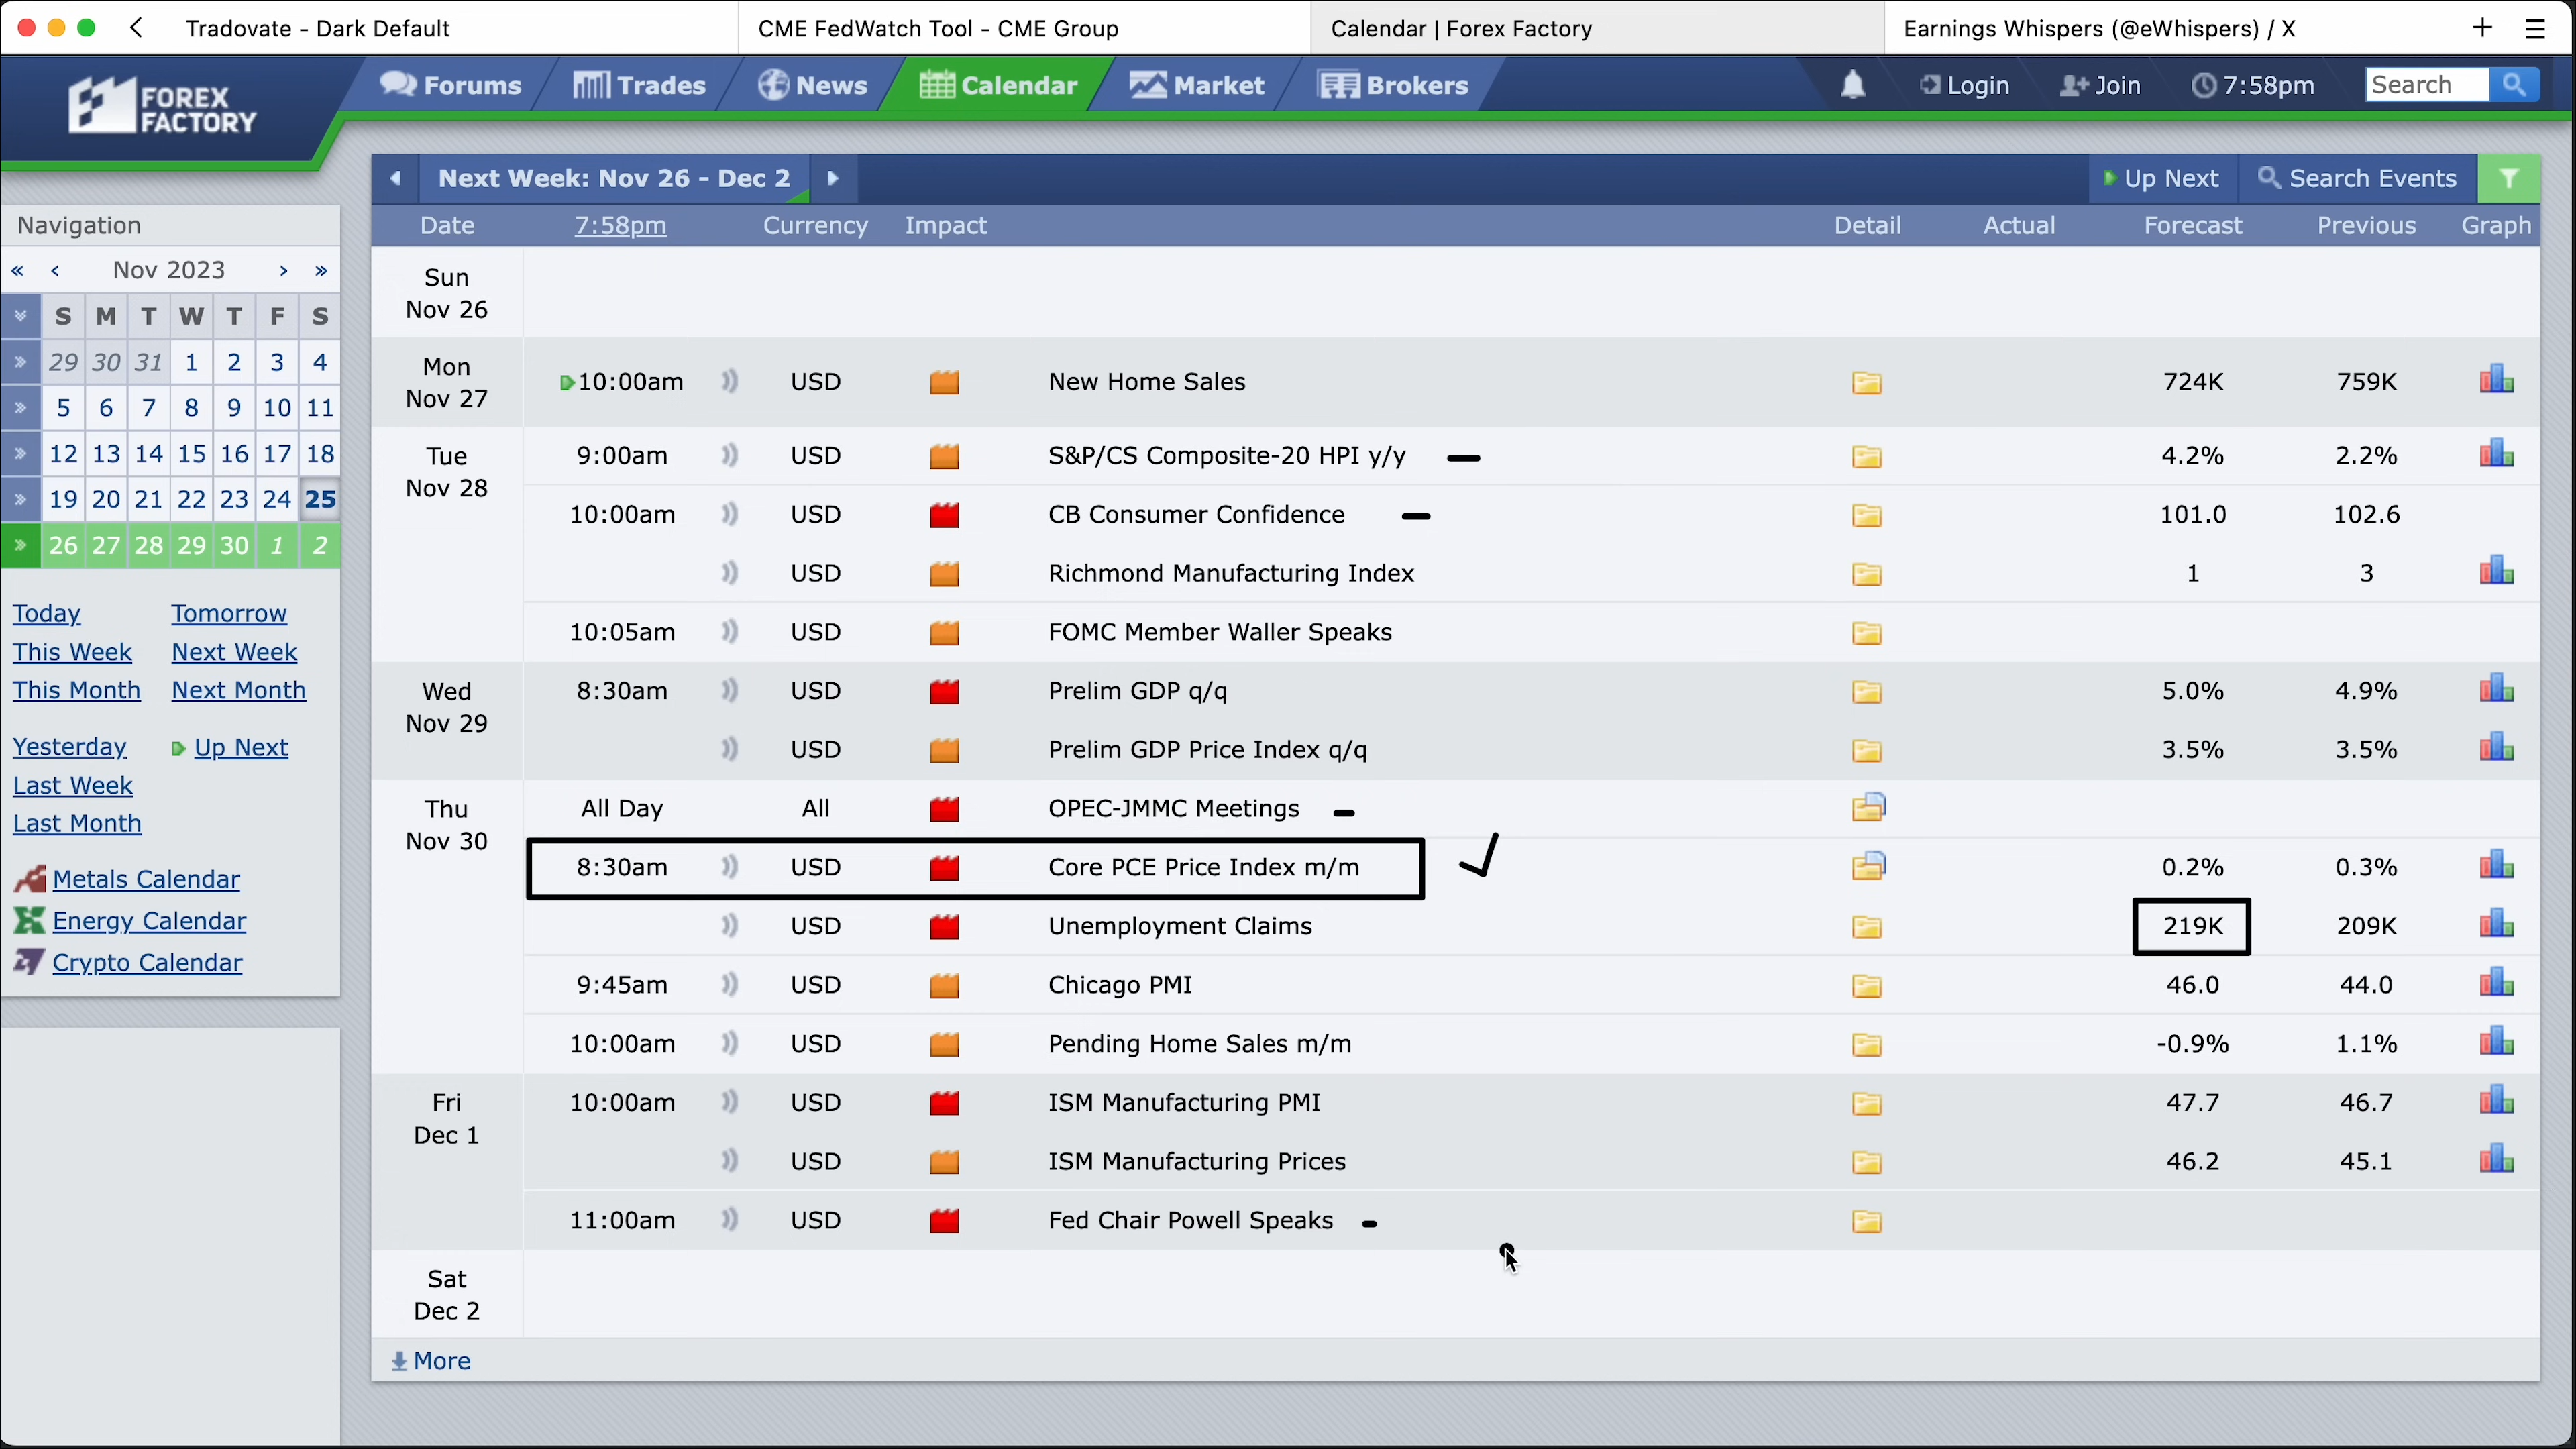 Tradovate - Dark Default
CME FedWatch Tool - CME Group
Calendar | Forex Factory
Earnings Whispers (@eWhispers) / X
FOREX
FACTORY
Forums
Trades
News
Calendar
Market
Brokers
Login
Join
7:58pm
Search
Navigation
« ‹ Nov 2023 › »
S M T W T F S
29 30 31 1 2 3 4
5 6 7 8 9 10 11
12 13 14 15 16 17 18
19 20 21 22 23 24 25
26 27 28 29 30 1 2
Today Tomorrow
This Week Next Week
This Month Next Month
Yesterday Up Next
Last Week
Last Month
Metals Calendar
Energy Calendar
Crypto Calendar
Next Week: Nov 26 - Dec 2
Up Next
Search Events
Date 7:58pm Currency Impact Detail Actual Forecast Previous Graph
Sun
Nov 26
Mon
Nov 27
10:00am USD New Home Sales 724K 759K
Tue
Nov 28
9:00am USD S&P/CS Composite-20 HPI y/y 4.2% 2.2%
10:00am USD CB Consumer Confidence 101.0 102.6
USD Richmond Manufacturing Index 1 3
10:05am USD FOMC Member Waller Speaks
Wed
Nov 29
8:30am USD Prelim GDP q/q 5.0% 4.9%
USD Prelim GDP Price Index q/q 3.5% 3.5%
Thu
Nov 30
All Day All OPEC-JMMC Meetings
8:30am USD Core PCE Price Index m/m 0.2% 0.3%
USD Unemployment Claims 219K 209K
9:45am USD Chicago PMI 46.0 44.0
10:00am USD Pending Home Sales m/m -0.9% 1.1%
Fri
Dec 1
10:00am USD ISM Manufacturing PMI 47.7 46.7
USD ISM Manufacturing Prices 46.2 45.1
11:00am USD Fed Chair Powell Speaks
Sat
Dec 2
More